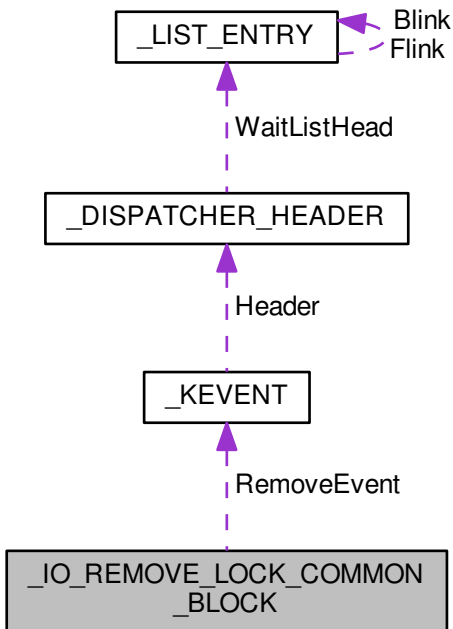 _LIST_ENTRY
Blink
Flink
WaitListHead
_DISPATCHER_HEADER
Header
_KEVENT
RemoveEvent
_IO_REMOVE_LOCK_COMMON
_BLOCK